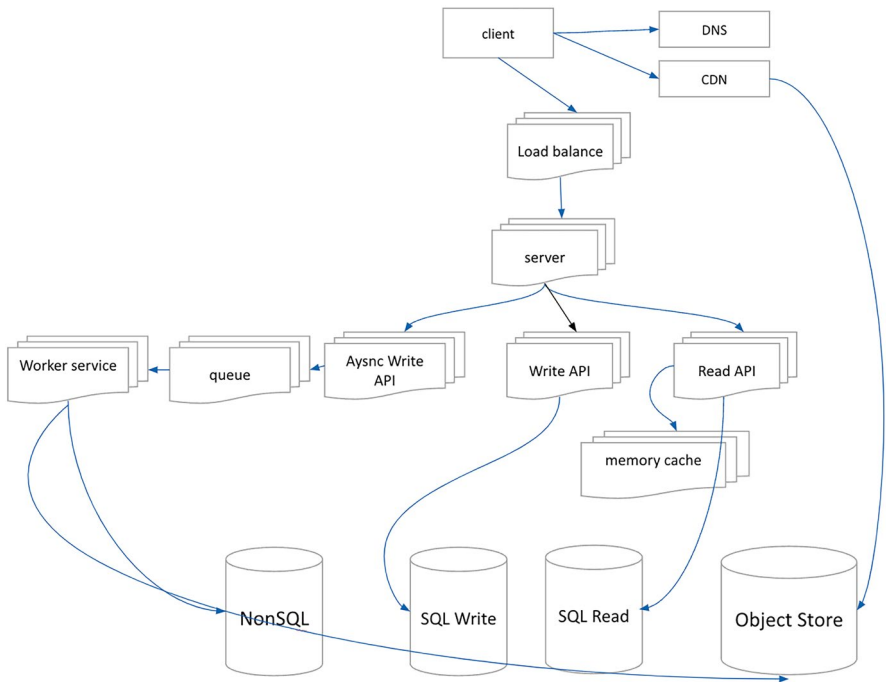 client
DNS
CDN
Load balance
server
Worker service
queue
Aysnc Write
API
Write API
Read API
memory cache
NonSQL
SQL Write
SQL Read
Object Store